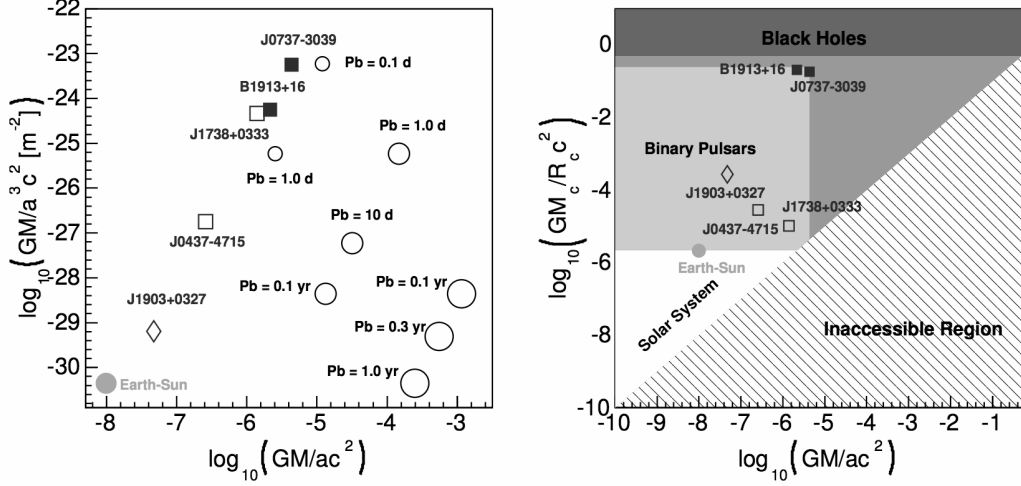 -22
-23
-24
-25
-26
-27
-28
-29
-30
log₁₀(GM/a³c² [m⁻²])
J0737-3039
Pb = 0.1 d
B1913+16
J1738+0333
Pb = 1.0 d
Pb = 1.0 d
J0437-4715
Pb = 10 d
J1903+0327
Pb = 0.1 yr
Pb = 0.1 yr
Pb = 0.3 yr
Pb = 1.0 yr
Earth-Sun
-8 -7 -6 -5 -4 -3
log₁₀(GM/ac²)
0
-2
-4
-6
-8
-10
log₁₀(GM_c/R_c c²)
Black Holes
B1913+16
J0737-3039
Binary Pulsars
J1903+0327
J1738+0333
J0437-4715
Earth-Sun
Solar System
Inaccessible Region
-10 -9 -8 -7 -6 -5 -4 -3 -2 -1
log₁₀(GM/ac²)